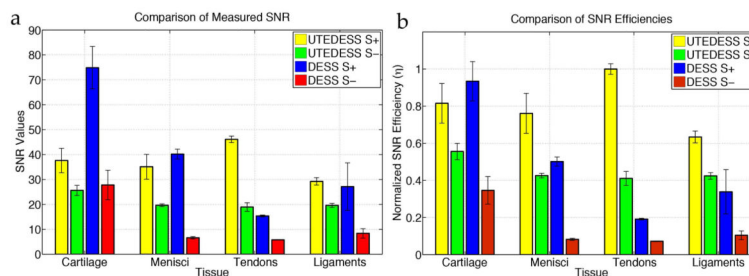 a
Comparison of Measured SNR
SNR Values
90
80
70
60
50
40
30
20
10
0
UTEDESS S+
UTEDESS S−
DESS S+
DESS S−
Cartilage Menisci Tendons Ligaments
Tissue
b
Comparison of SNR Efficiencies
Normalized SNR Efficieincy (η)
1
0.8
0.6
0.4
0.2
0
UTEDESS S
UTEDESS S
DESS S+
DESS S−
Cartilage Menisci Tendons Ligaments
Tissue